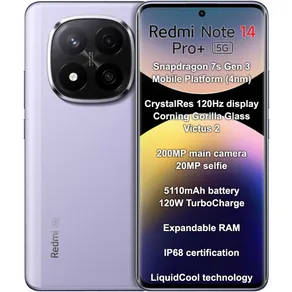 Redmi Note 14
Pro+ 5G
Snapdragon 7s Gen 3
Mobile Platform (4nm)
CrystalRes 120Hz display
Corning Gorilla Glass
Victus 2
200MP main camera
20MP selfie
5110mAh battery
120W TurboCharge
Expandable RAM
IP68 certification
LiquidCool technology
Redmi